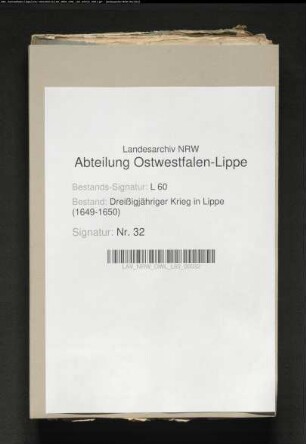 Landesarchiv NRW
Abteilung Ostwestfalen-Lippe
Bestands-Signatur: L 60
Bestand: Dreißigjähriger Krieg in Lippe
(1649-1650)
Signatur: Nr. 32